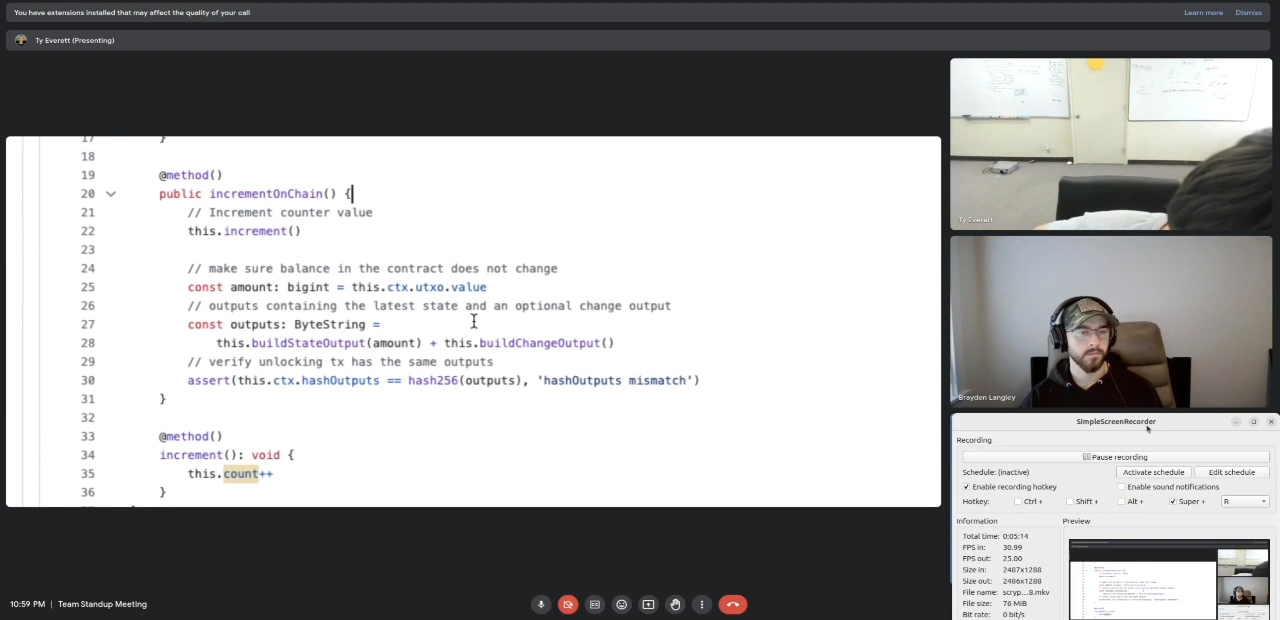 You have extensions installed that may affect the quality of your call
Learn more
Dismiss
Ty Everett (Presenting)
17 }
18
19 @method()
20 public incrementOnChain() {
21 // Increment counter value
22 this.increment()
23
24 // make sure balance in the contract does not change
25 const amount: bigint = this.ctx.utxo.value
26 // outputs containing the latest state and an optional change output
27 const outputs: ByteString =
28 this.buildStateOutput(amount) + this.buildChangeOutput()
29 // verify unlocking tx has the same outputs
30 assert(this.ctx.hashOutputs == hash256(outputs), 'hashOutputs mismatch')
31 }
32
33 @method()
34 increment(): void {
35 this.count++
36 }
Ty Everett
Brayden Langley
SimpleScreenRecorder
Recording
Pause recording
Schedule: (inactive)
Activate schedule
Edit schedule
Enable recording hotkey
Enable sound notifications
Hotkey:
Ctrl +
Shift +
Alt +
Super +
R
Information
Preview
Total time: 0:05:14
FPS in: 30.99
FPS out: 25.00
Size in: 2487x1288
Size out: 2486x1288
File name: scryp...8.mkv
File size: 76 MiB
Bit rate: 0 bit/s
10:59 PM | Team Standup Meeting